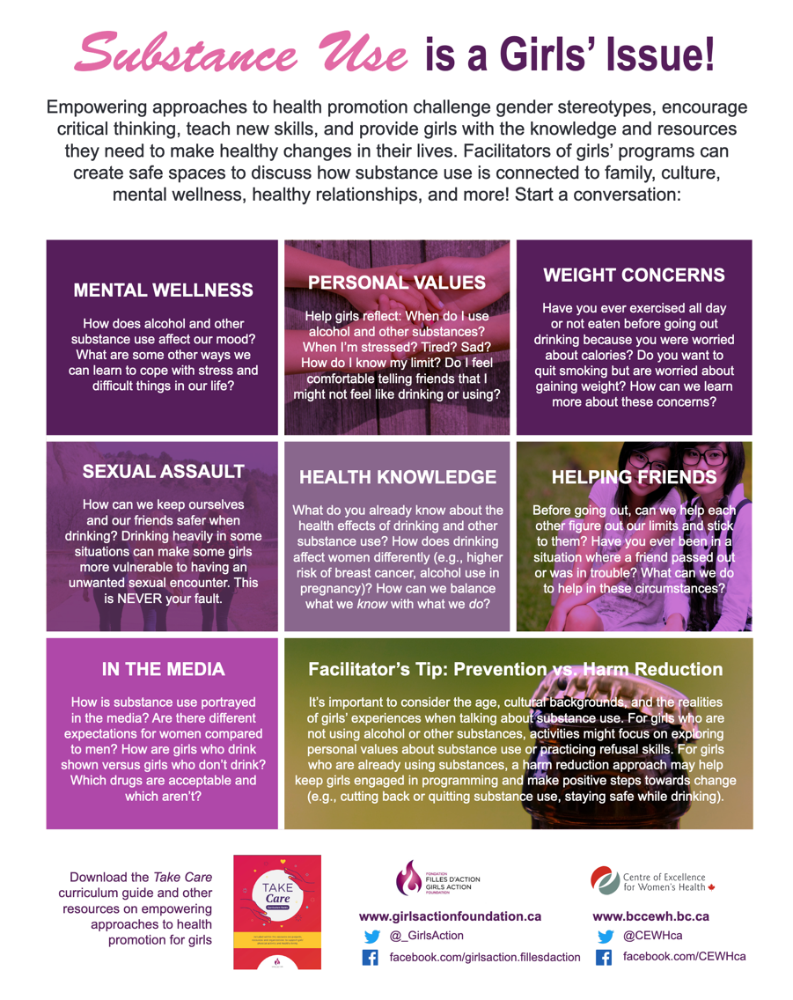 Substance Use is a Girls' Issue!
Empowering approaches to health promotion challenge gender stereotypes, encourage
critical thinking, teach new skills, and provide girls with the knowledge and resources
they need to make healthy changes in their lives. Facilitators of girls' programs can
create safe spaces to discuss how substance use is connected to family, culture,
mental wellness, healthy relationships, and more! Start a conversation:
MENTAL WELLNESS
How does alcohol and other
substance use affect our mood?
What are some other ways we
can learn to cope with stress and
difficult things in our life?
PERSONAL VALUES
Help girls reflect: When do I use
alcohol and other substances?
When I'm stressed? Tired? Sad?
How do I know my limit? Do I feel
comfortable telling friends that I
might not feel like drinking or using?
WEIGHT CONCERNS
Have you ever exercised all day
or not eaten before going out
drinking because you were worried
about calories? Do you want to
quit smoking but are worried about
gaining weight? How can we learn
more about these concerns?
SEXUAL ASSAULT
How can we keep ourselves
and our friends safer when
drinking? Drinking heavily in some
situations can make some girls
more vulnerable to having an
unwanted sexual encounter. This
is NEVER your fault.
HEALTH KNOWLEDGE
What do you already know about the
health effects of drinking and other
substance use? How does drinking
affect women differently (e.g., higher
risk of breast cancer, alcohol use in
pregnancy)? How can we balance
what we know with what we do?
HELPING FRIENDS
Before going out, can we help each
other figure out our limits and stick
to them? Have you ever been in a
situation where a friend passed out
or was in trouble? What can we do
to help in these circumstances?
IN THE MEDIA
How is substance use portrayed
in the media? Are there different
expectations for women compared
to men? How are girls who drink
shown versus girls who don't drink?
Which drugs are acceptable and
which aren't?
Facilitator's Tip: Prevention vs. Harm Reduction
It's important to consider the age, cultural backgrounds, and the realities
of girls' experiences when talking about substance use. For girls who are
not using alcohol or other substances, activities might focus on exploring
personal values about substance use or practicing refusal skills. For girls
who are already using substances, a harm reduction approach may help
keep girls engaged in programming and make positive steps towards change
(e.g., cutting back or quitting substance use, staying safe while drinking).
Download the Take Care
curriculum guide and other
resources on empowering
approaches to health
promotion for girls
TAKE
Care
FONDATION
FILLES D'ACTION
GIRLS ACTION
FOUNDATION
www.girlsactionfoundation.ca
@_GirlsAction
facebook.com/girlsaction.fillesdaction
Centre of Excellence
for Women's Health
www.bccewh.bc.ca
@CEWHca
facebook.com/CEWHca